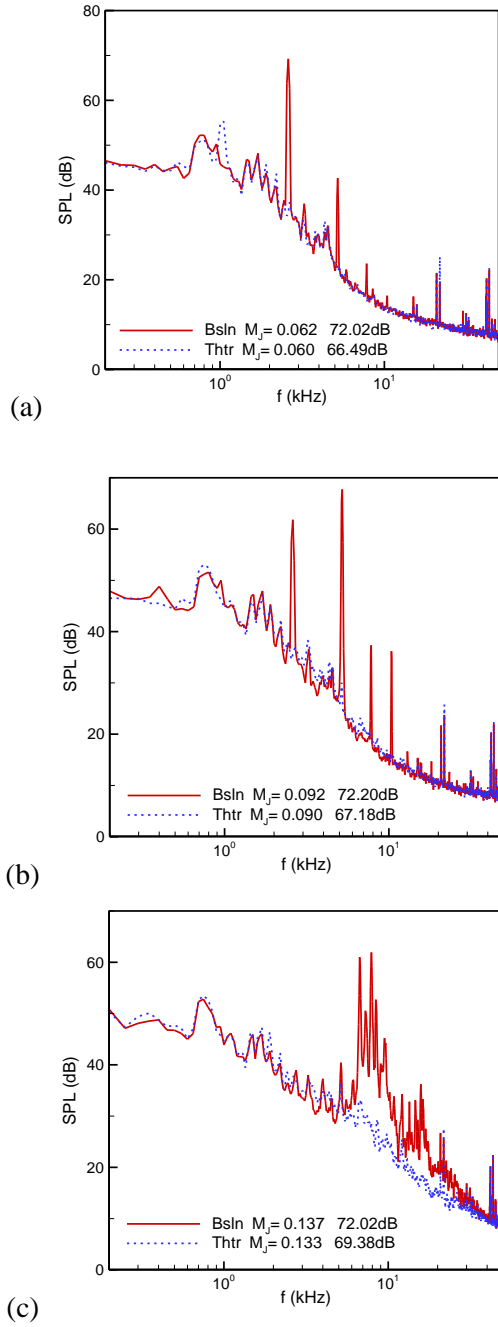 80
60
40
20
0
SPL (dB)
Bsln M_J= 0.062 72.02dB
Thtr M_J= 0.060 66.49dB
10^0 10^1
f (kHz)
(a)
60
40
20
0
SPL (dB)
Bsln M_J= 0.092 72.20dB
Thtr M_J= 0.090 67.18dB
10^0 10^1
f (kHz)
(b)
60
40
20
0
SPL (dB)
Bsln M_J= 0.137 72.02dB
Thtr M_J= 0.133 69.38dB
10^0 10^1
f (kHz)
(c)